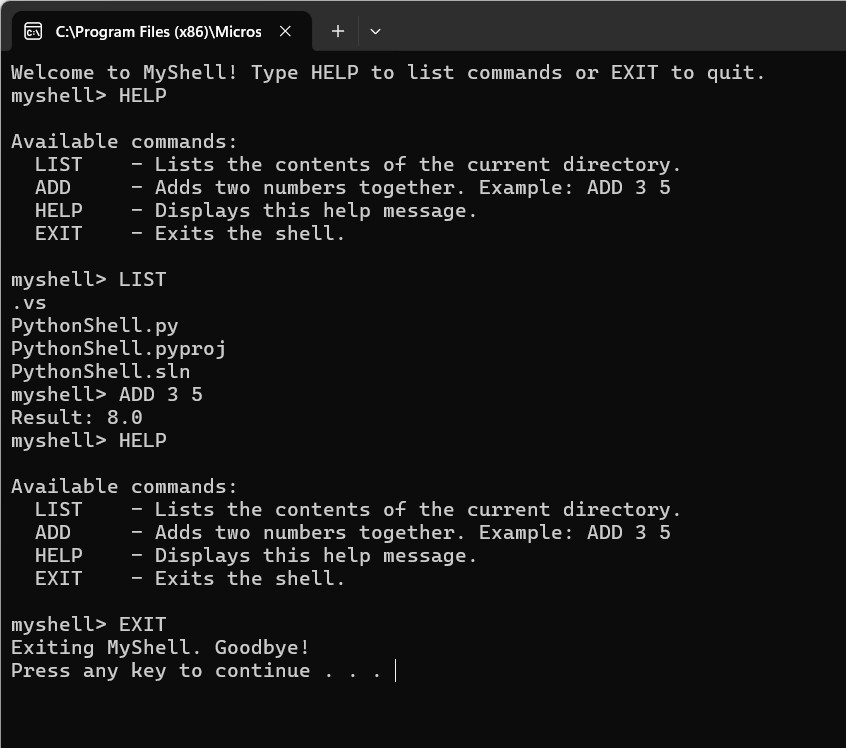 C:\Program Files (x86)\Micros
Welcome to MyShell! Type HELP to list commands or EXIT to quit.
myshell> HELP
Available commands:
LIST    - Lists the contents of the current directory.
ADD     - Adds two numbers together. Example: ADD 3 5
HELP    - Displays this help message.
EXIT    - Exits the shell.
myshell> LIST
.vs
PythonShell.py
PythonShell.pyproj
PythonShell.sln
myshell> ADD 3 5
Result: 8.0
myshell> HELP
Available commands:
LIST    - Lists the contents of the current directory.
ADD     - Adds two numbers together. Example: ADD 3 5
HELP    - Displays this help message.
EXIT    - Exits the shell.
myshell> EXIT
Exiting MyShell. Goodbye!
Press any key to continue . . .